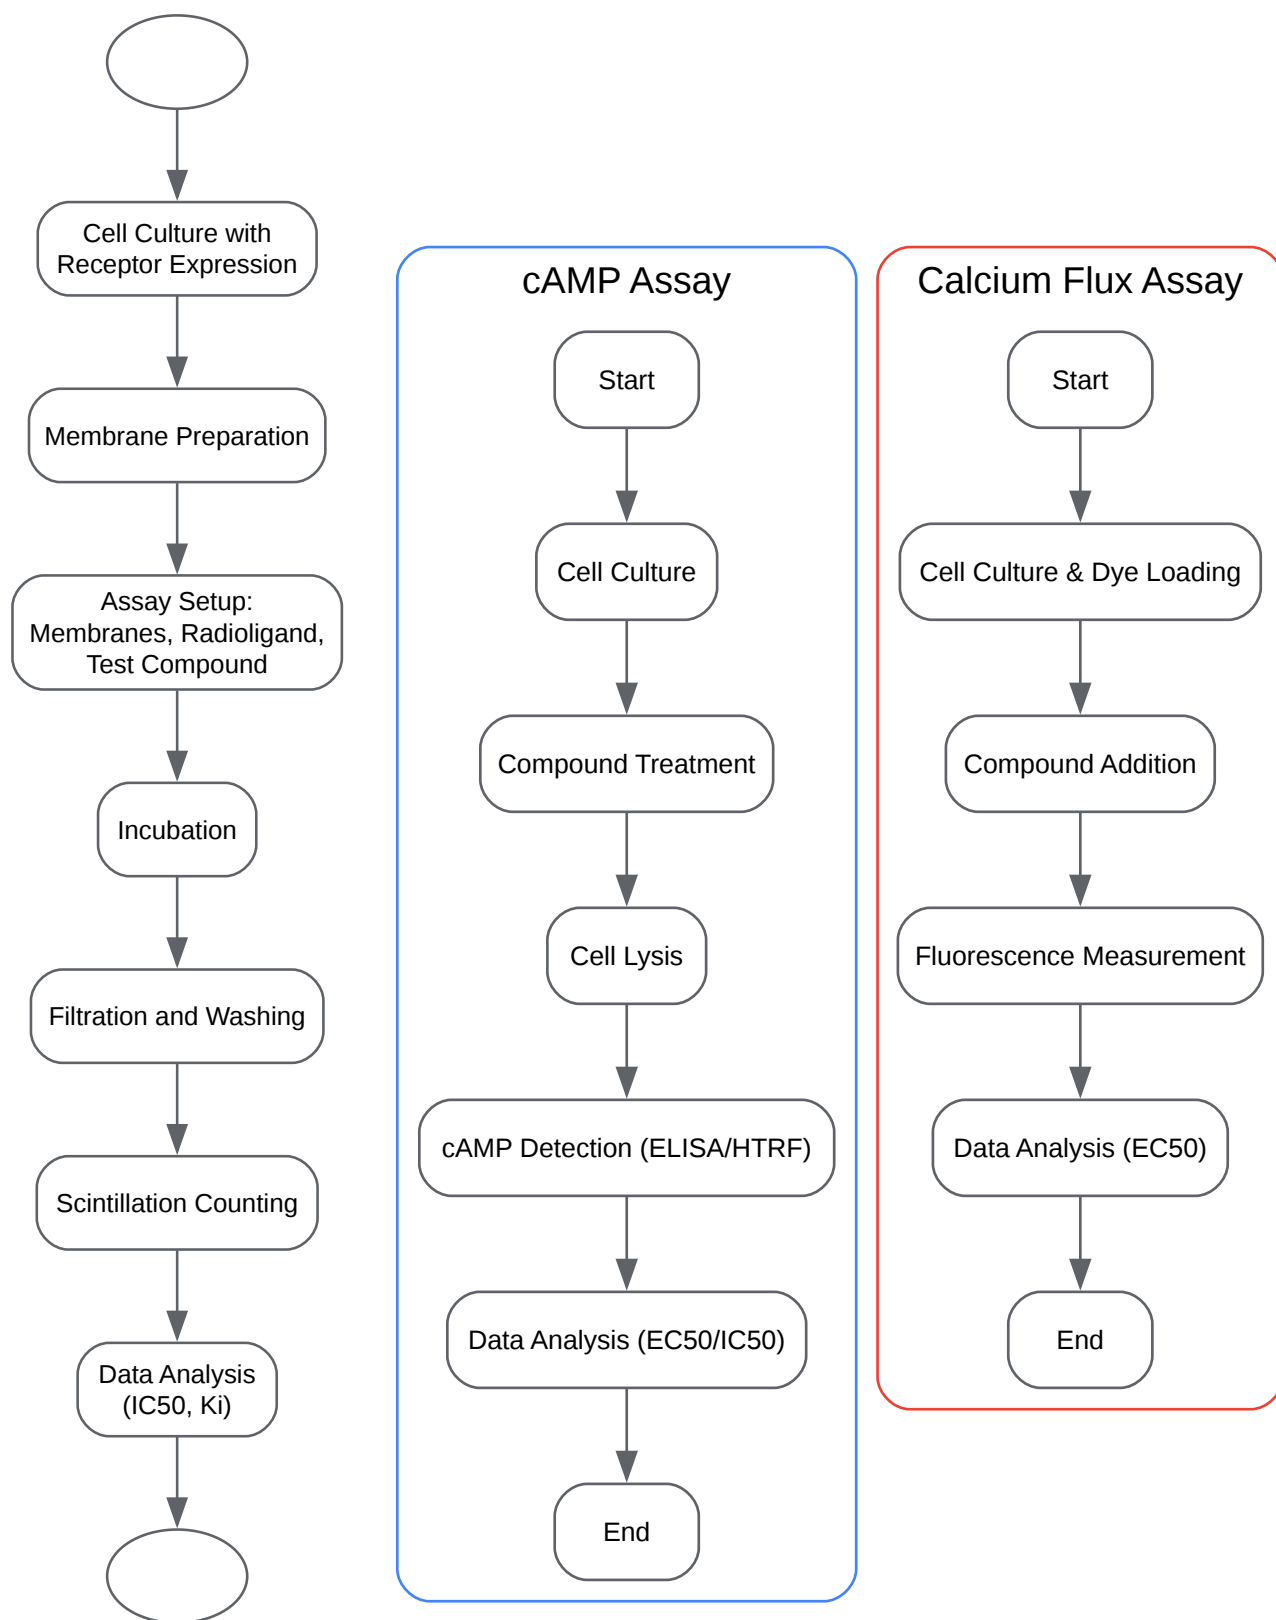 Cell Culture with
Receptor Expression
Membrane Preparation
Assay Setup:
Membranes, Radioligand,
Test Compound
Incubation
Filtration and Washing
Scintillation Counting
Data Analysis
(IC50, Ki)
cAMP Assay
Start
Cell Culture
Compound Treatment
Cell Lysis
cAMP Detection (ELISA/HTRF)
Data Analysis (EC50/IC50)
End
Calcium Flux Assay
Start
Cell Culture & Dye Loading
Compound Addition
Fluorescence Measurement
Data Analysis (EC50)
End